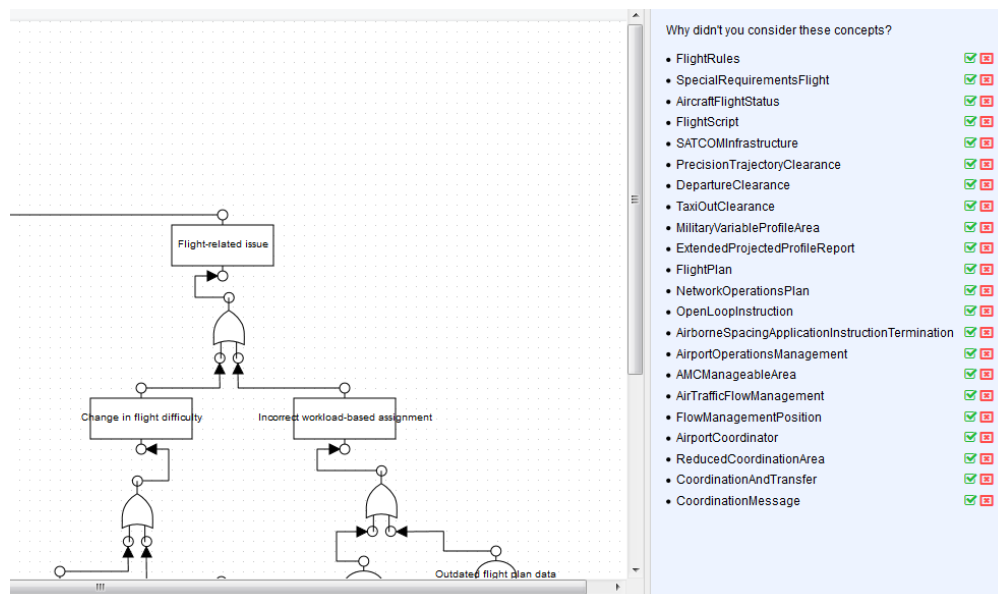 Why didn't you consider these concepts?
FlightRules
SpecialRequirementsFlight
AircraftFlightStatus
FlightScript
SATCOMInfrastructure
PrecisionTrajectoryClearance
DepartureClearance
TaxiOutClearance
MilitaryVariableProfileArea
ExtendedProjectedProfileReport
FlightPlan
NetworkOperationsPlan
OpenLoopInstruction
AirborneSpacingApplicationInstructionTermination
AirportOperationsManagement
AMCManageableArea
AirTrafficFlowManagement
FlowManagementPosition
AirportCoordinator
ReducedCoordinationArea
CoordinationAndTransfer
CoordinationMessage
Flight-related issue
Change in flight difficulty
Incorrect workload-based assignment
Outdated flight plan data